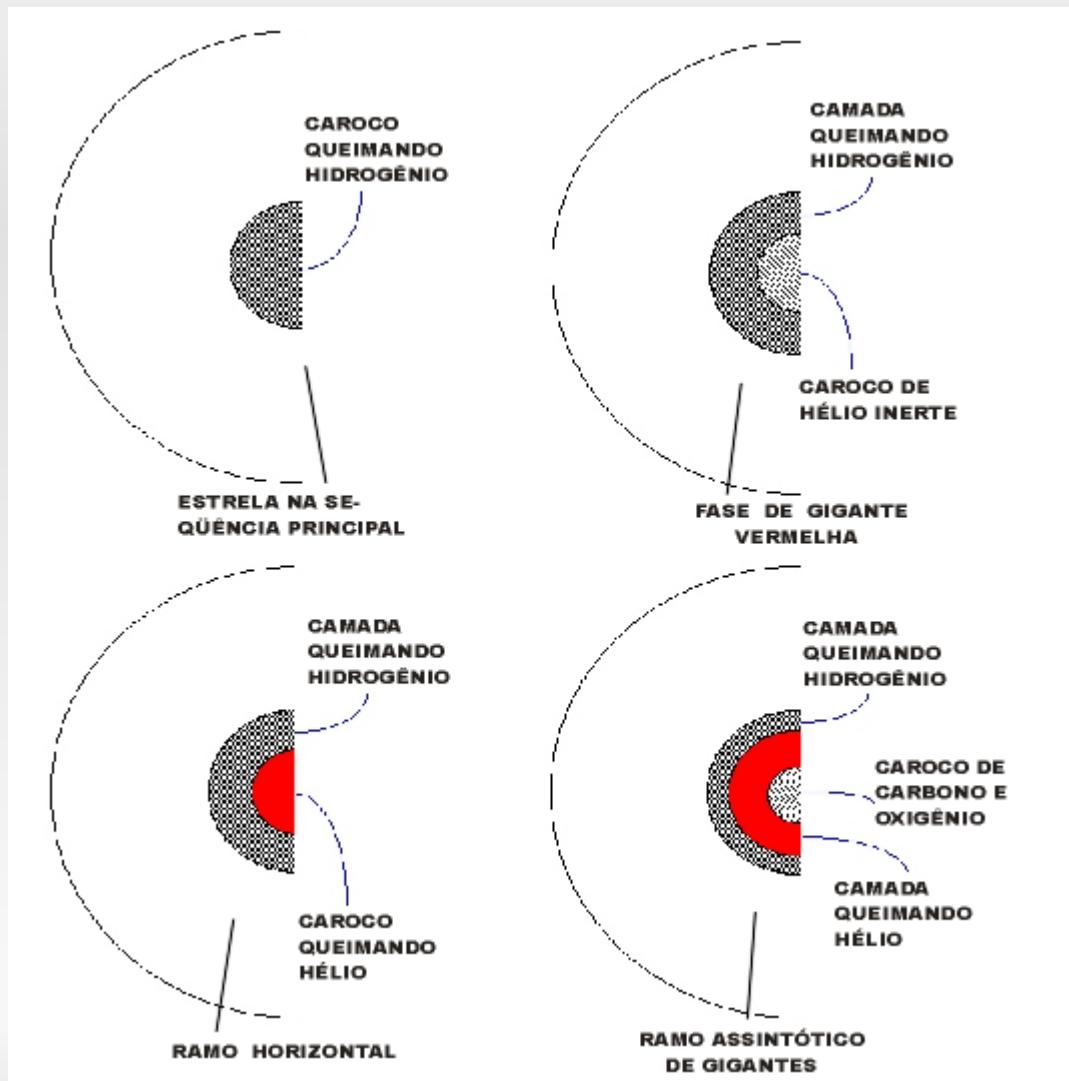 CAROCO
QUEIMANDO
HIDROGÊNIO
ESTRELA NA SE-
QÜÊNCIA PRINCIPAL
CAMADA
QUEIMANDO
HIDROGÊNIO
CAROCO DE
HÉLIO INERTE
FASE DE GIGANTE
VERMELHA
CAMADA
QUEIMANDO
HIDROGÊNIO
CAROCO
QUEIMANDO
HÉLIO
RAMO HORIZONTAL
CAMADA
QUEIMANDO
HIDROGÊNIO
CAROCO DE
CARBONO E
OXIGÊNIO
CAMADA
QUEIMANDO
HÉLIO
RAMO ASSINTÓTICO
DE GIGANTES